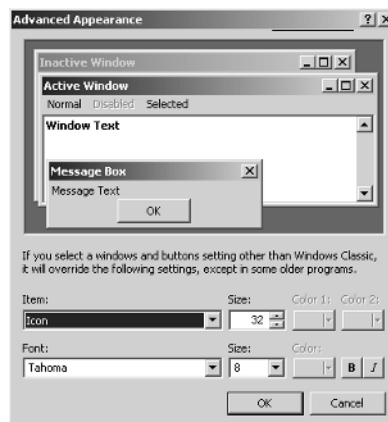 Advanced Appearance
Inactive Window
Active Window
Normal Disabled Selected
Window Text
Message Box
Message Text
OK
If you select a windows and buttons setting other than Windows Classic,
it will override the following settings, except in some older programs.
Item: Size: Color 1: Color 2:
Icon 32
Font: Size: Color:
Tahoma 8 B I
OK Cancel